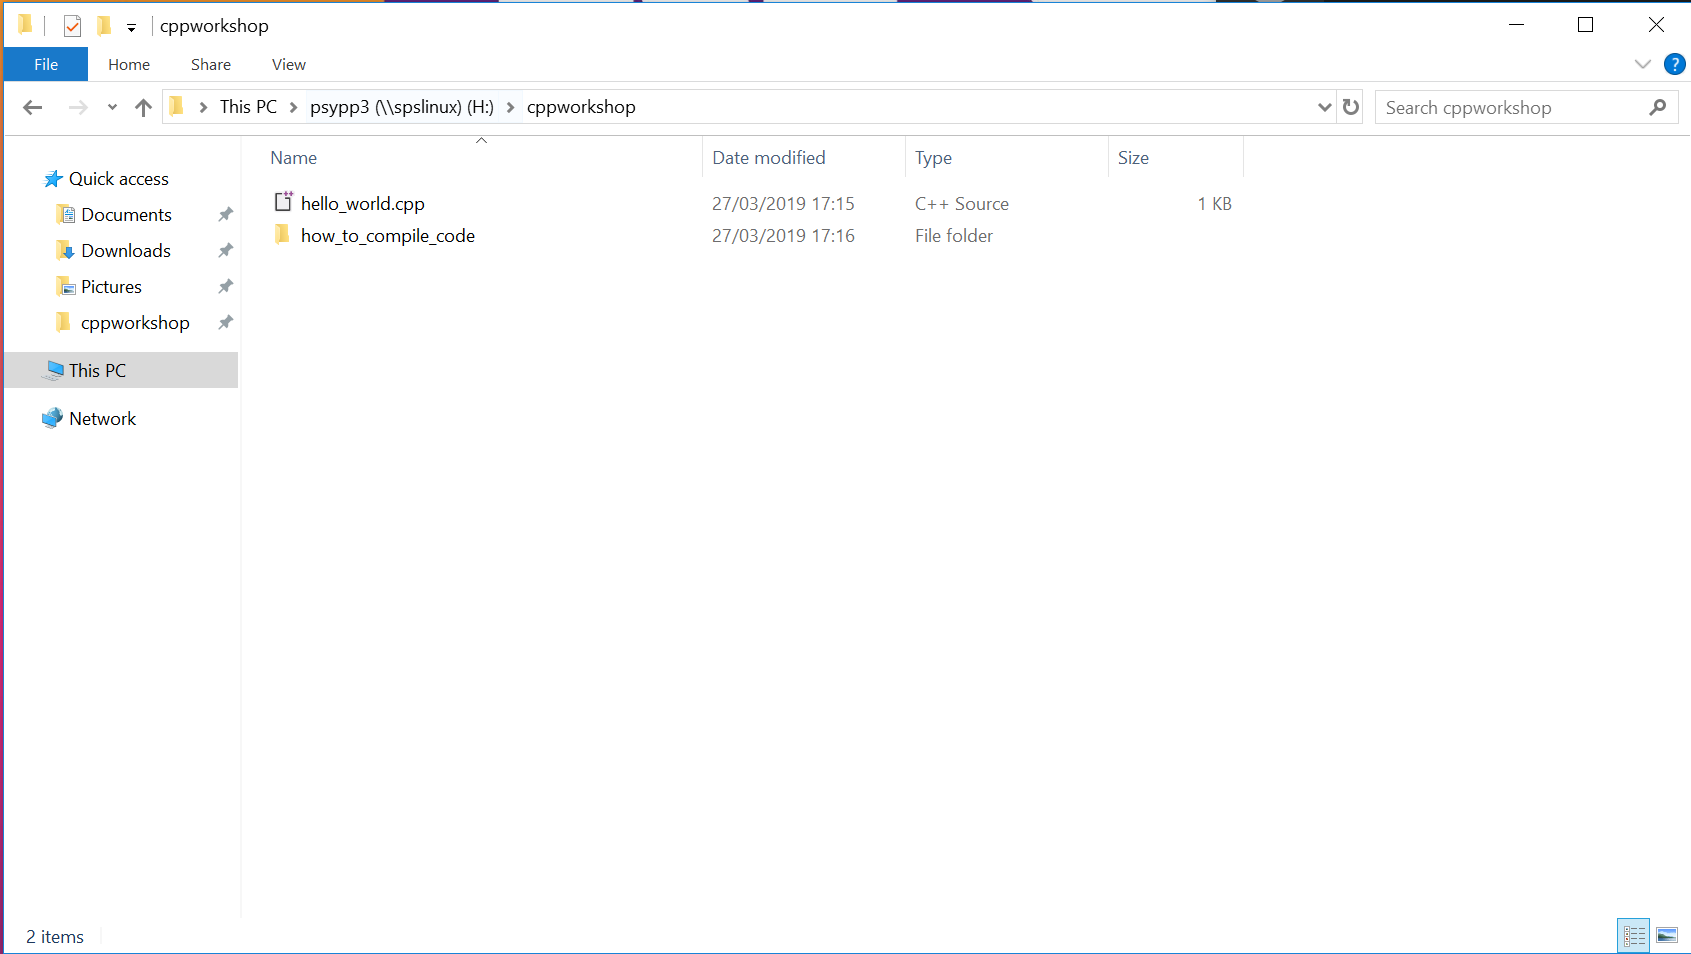 cppworkshop
File Home Share View
This PC psypp3 (\\spslinux) (H:) cppworkshop Search cppworkshop
Name Date modified Type Size
Quick access
Documents
Downloads
Pictures
cppworkshop
This PC
Network
hello_world.cpp 27/03/2019 17:15 C++ Source 1 KB
how_to_compile_code 27/03/2019 17:16 File folder
2 items